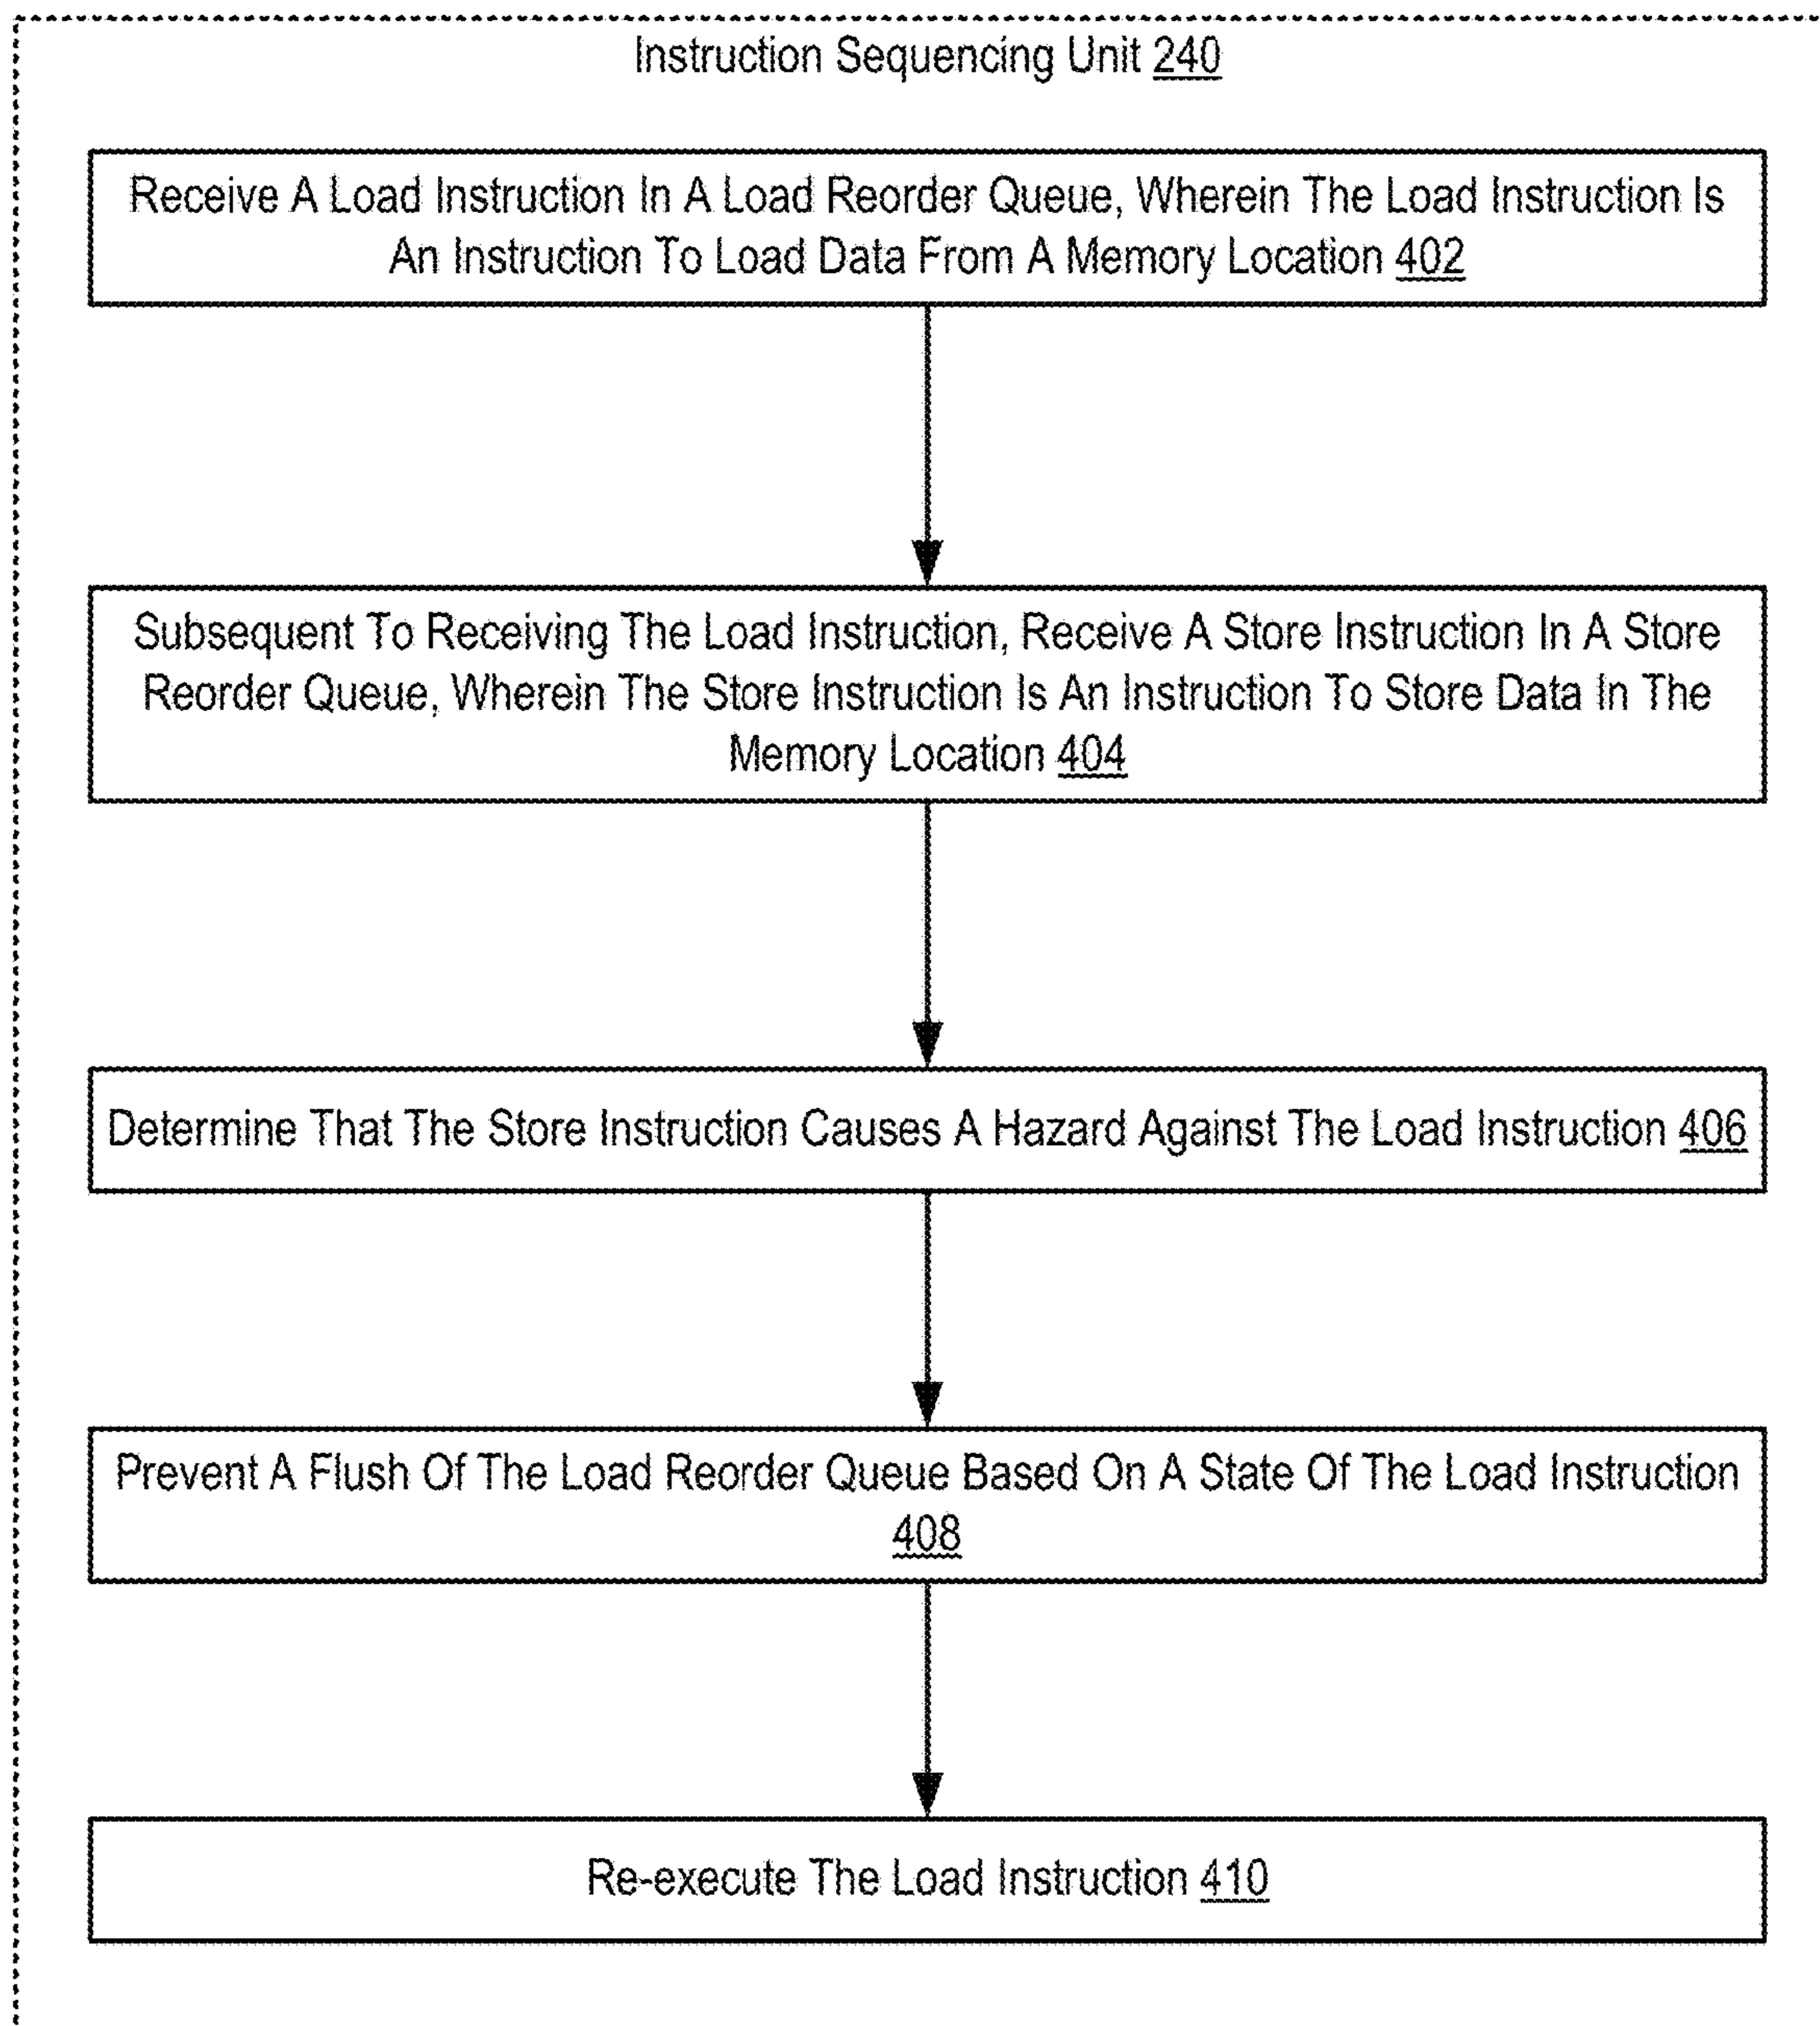 Instruction Sequencing Unit 240
Receive A Load Instruction In A Load Reorder Queue, Wherein The Load Instruction Is
An Instruction To Load Data From A Memory Location 402
Subsequent To Receiving The Load Instruction, Receive A Store Instruction In A Store
Reorder Queue, Wherein The Store Instruction Is An Instruction To Store Data In The
Memory Location 404
Determine That The Store Instruction Causes A Hazard Against The Load Instruction 406
Prevent A Flush Of The Load Reorder Queue Based On A State Of The Load Instruction
408
Re-execute The Load Instruction 410